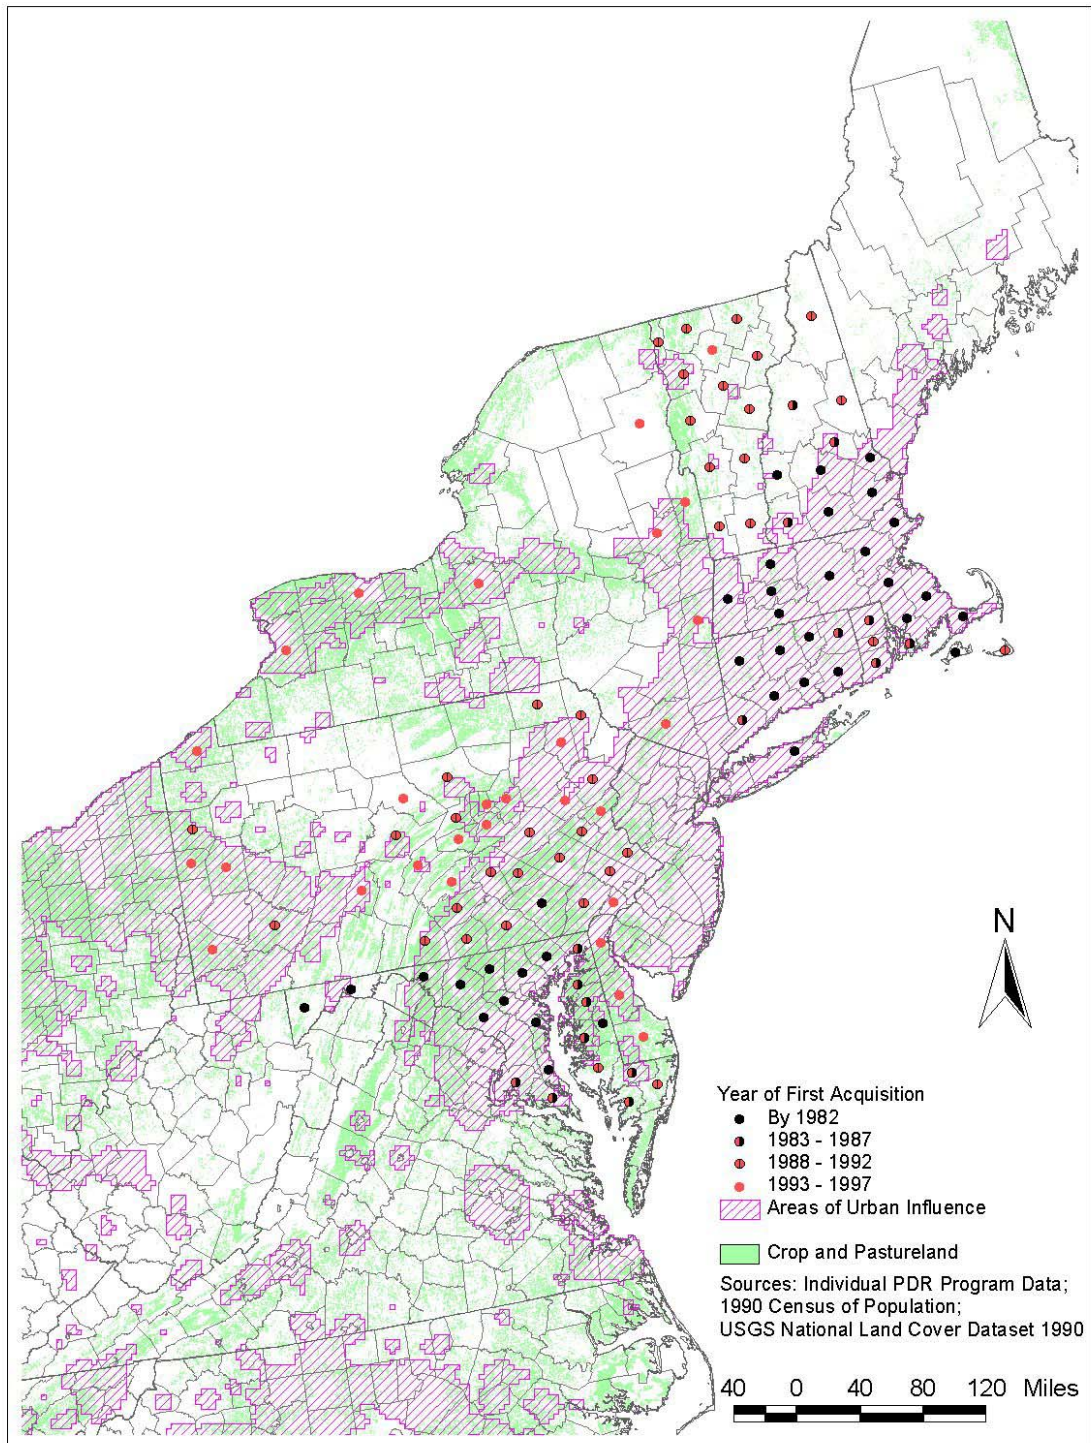 N
Year of First Acquisition
By 1982
1983 - 1987
1988 - 1992
1993 - 1997
Areas of Urban Influence
Crop and Pastureland
Sources: Individual PDR Program Data;
1990 Census of Population;
USGS National Land Cover Dataset 1990
40 0 40 80 120 Miles